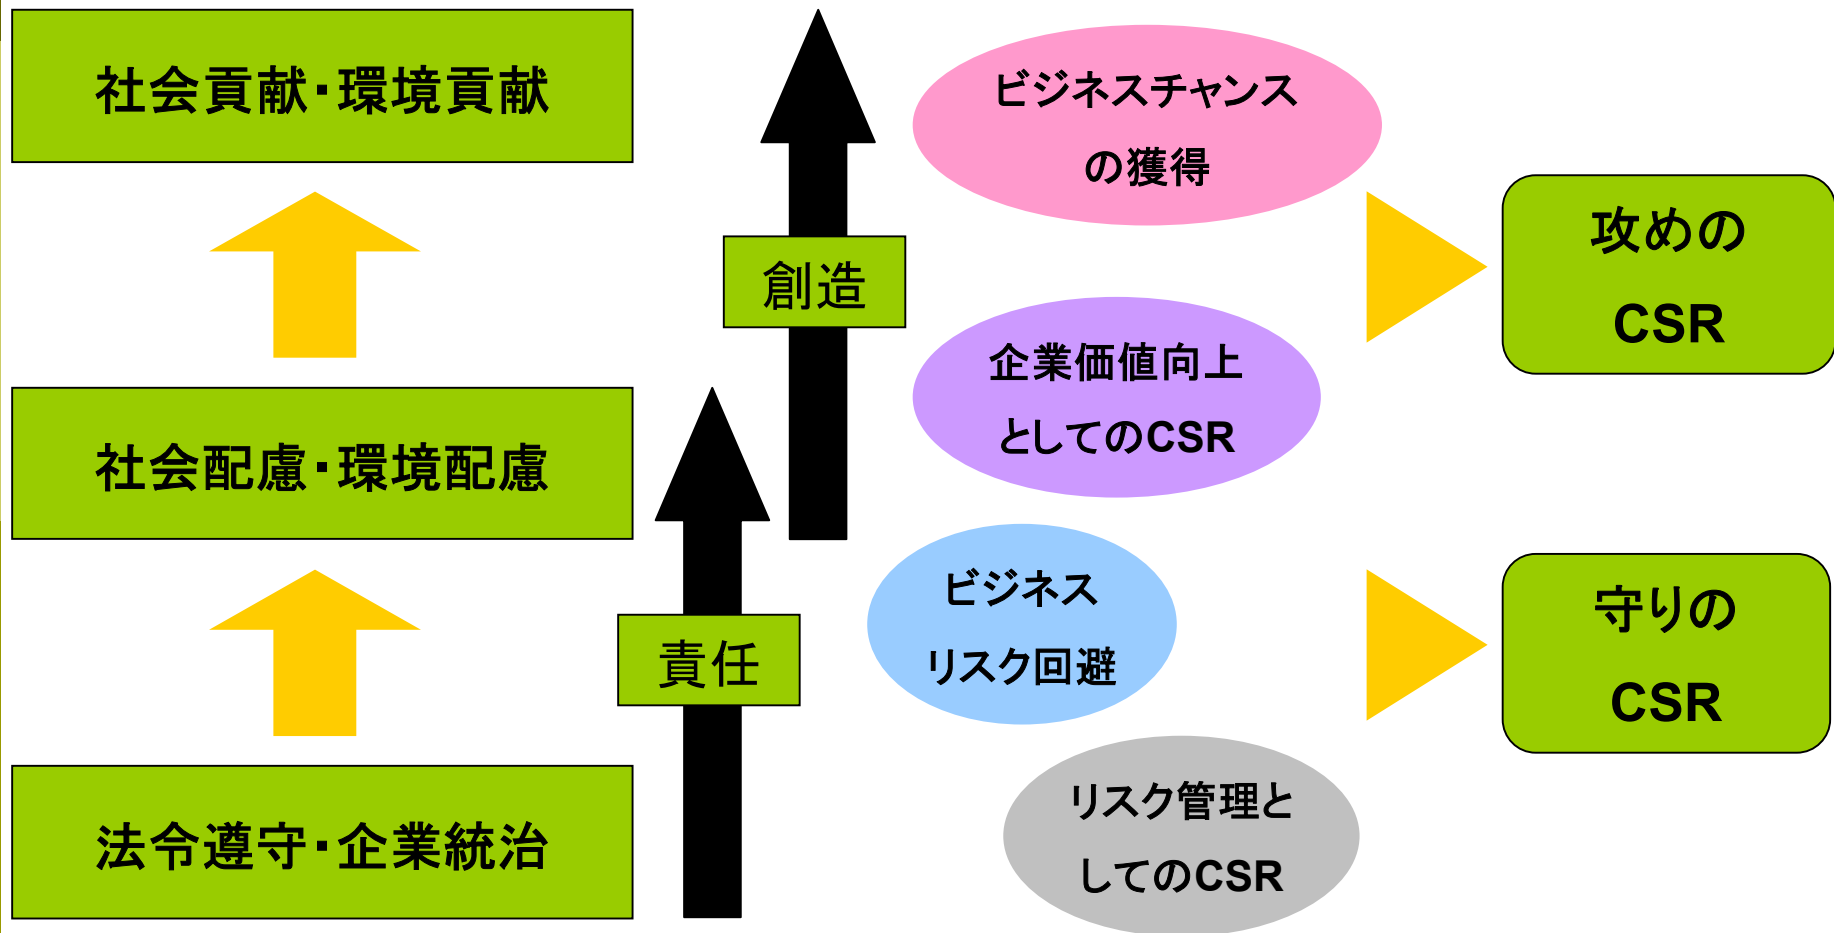 社会貢献・環境貢献
社会配慮・環境配慮
法令遵守・企業統治
創造
責任
ビジネスチャンス
の獲得
企業価値向上
としてのCSR
ビジネス
リスク回避
リスク管理と
してのCSR
攻めの
CSR
守りの
CSR